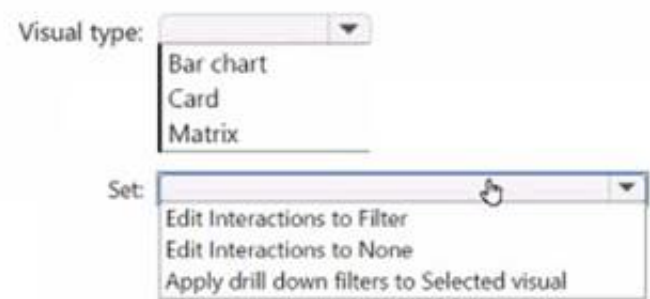 Visual type:
Bar chart
Card
Matrix
Set:
Edit Interactions to Filter
Edit Interactions to None
Apply drill down filters to Selected visual